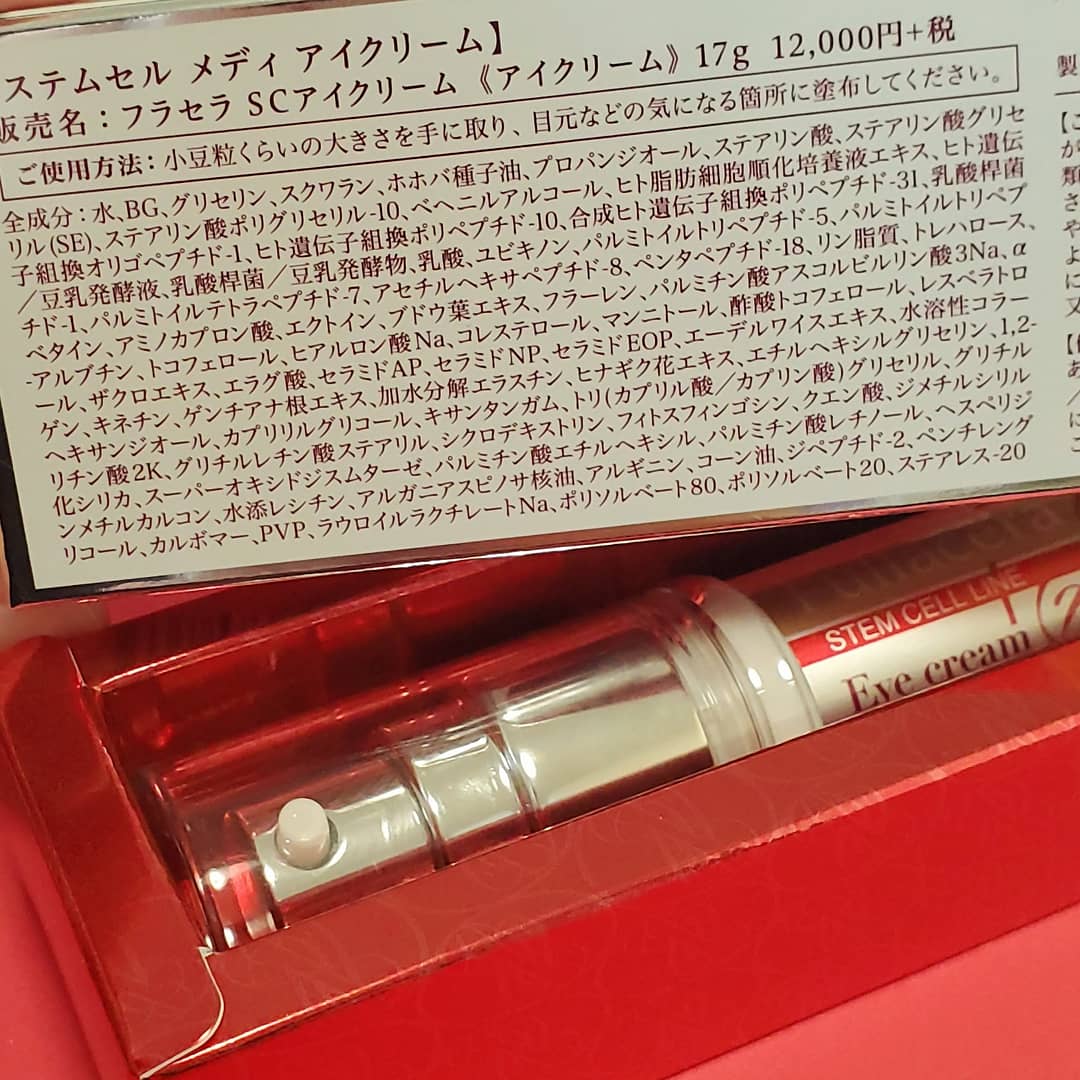 ステムセル メディ アイクリーム】
販売名：フラセラ SCアイクリーム 《アイクリーム》 17g 12,000円+税
ご使用方法：小豆粒くらいの大きさを手に取り、目元などの気になる箇所に塗布してください。
全成分：水、BG、グリセリン、スクワラン、ホホバ種子油、プロパンジオール、ステアリン酸、ステアリン酸グリセ
リル(SE)、ステアリン酸ポリグリセリル-10、ベヘニルアルコール、ヒト脂肪細胞順化培養液エキス、ヒト遺伝
子組換オリゴペプチド-1、ヒト遺伝子組換ポリペプチド-10、合成ヒト遺伝子組換ポリペプチド-31、乳酸桿菌
／豆乳発酵液、乳酸桿菌／豆乳発酵物、乳酸、ユビキノン、パルミトイルトリペプチド-5、パルミトイルトリペプ
チド-1、パルミトイルテトラペプチド-7、アセチルヘキサペプチド-8、ペンタペプチド-18、リン脂質、トレハロース、
ベタイン、アミノカプロン酸、エクトイン、ブドウ葉エキス、フラーレン、パルミチン酸アスコルビルリン酸3Na、α
-アルブチン、トコフェロール、ヒアルロン酸Na、コレステロール、マンニトール、酢酸トコフェロール、レスベラトロ
ール、ザクロエキス、エラグ酸、セラミドAP、セラミドNP、セラミドEOP、エーデルワイスエキス、水溶性コラー
ゲン、キネチン、ゲンチアナ根エキス、加水分解エラスチン、ヒナギク花エキス、エチルヘキシルグリセリン、1,2-
ヘキサンジオール、カプリリルグリコール、キサンタンガム、トリ(カプリル酸／カプリン酸)グリセリル、グリチル
リチン酸2K、グリチルレチン酸ステアリル、シクロデキストリン、フィトスフィンゴシン、クエン酸、ジメチルシリル
化シリカ、スーパーオキシドジスムターゼ、パルミチン酸エチルヘキシル、パルミチン酸レチノール、ヘスペリジ
ンメチルカルコン、水添レシチン、アルガニアスピノサ核油、アルギニン、コーン油、ジペプチド-2、ペンチレング
リコール、カルボマー、PVP、ラウロイルラクチレートNa、ポリソルベート80、ポリソルベート20、ステアレス-20
製
【こ
が
類
さ
や
よ
に
又
STEM CELL LINE
Eye cream